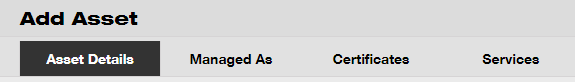 Add Asset
Asset Details Managed As Certificates Services